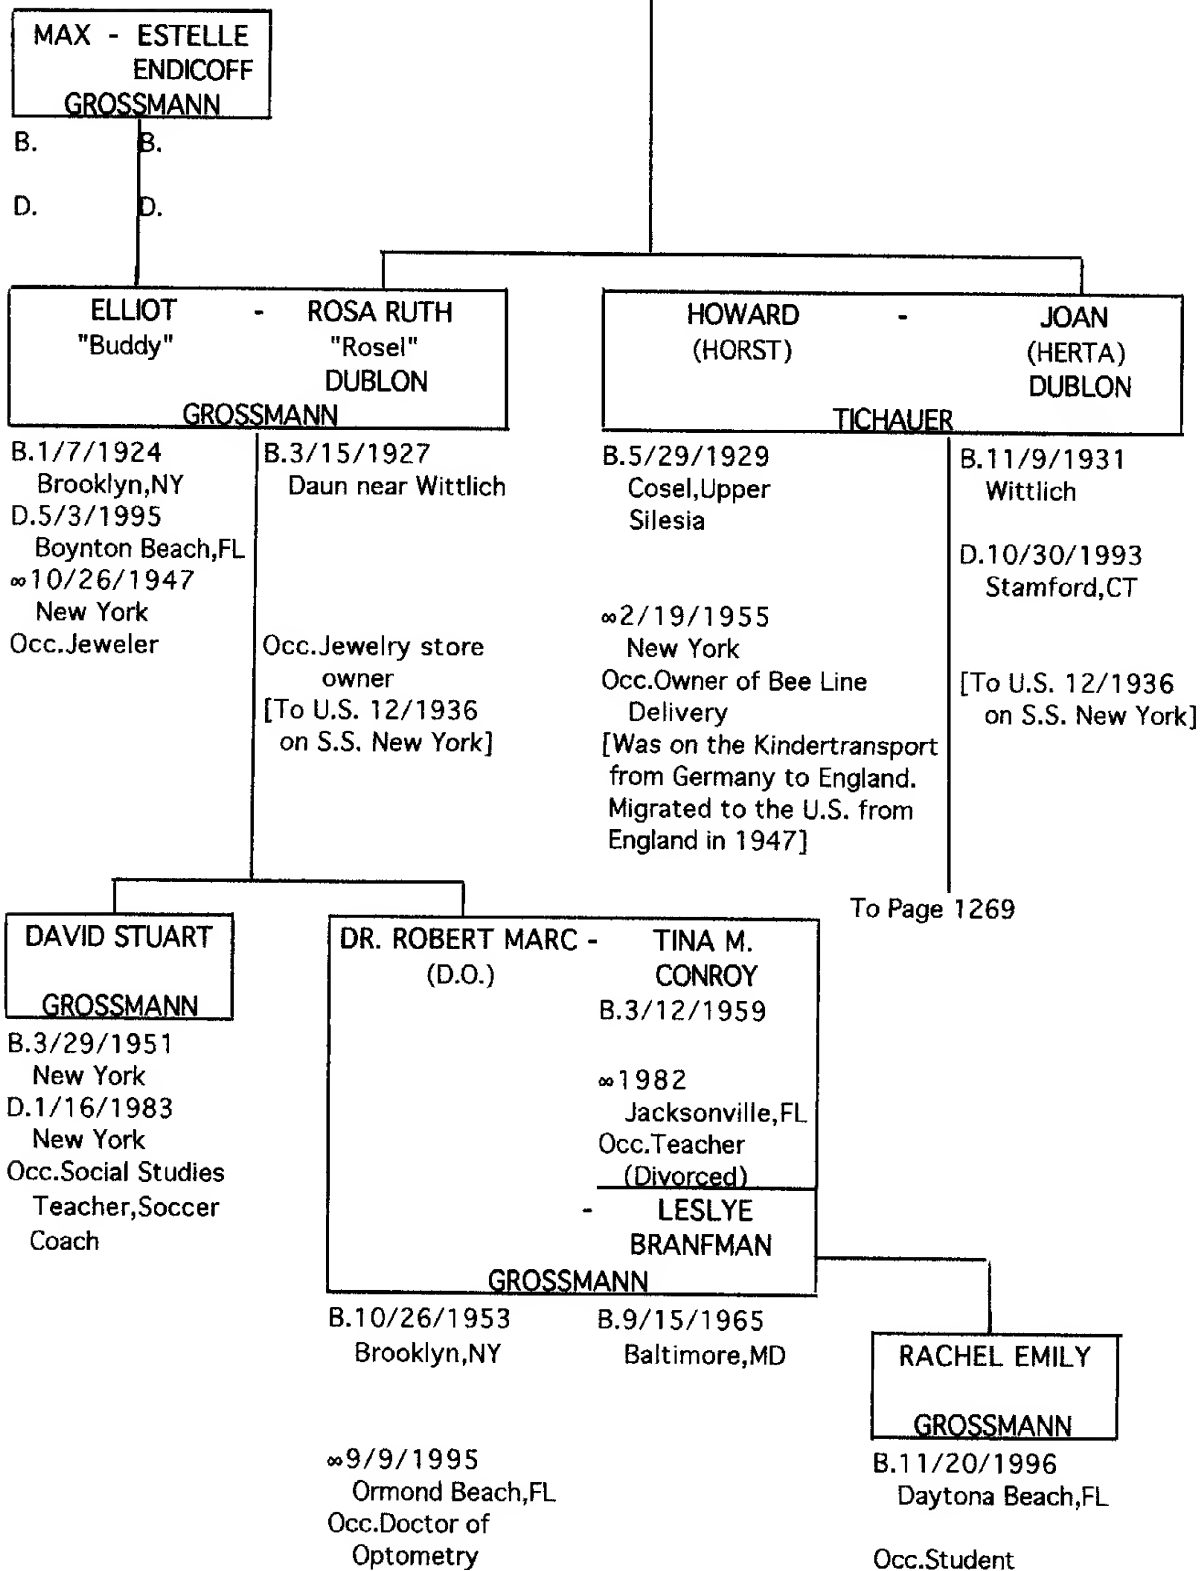 MAX - ESTELLE
ENDICOFF
GROSSMANN
B. B.
D. D.
ELLIOT - ROSA RUTH
"Buddy" "Rosel"
DUBLON
GROSSMANN
B.1/7/1924
Brooklyn,NY
D.5/3/1995
Boynton Beach,FL
∞10/26/1947
New York
Occ.Jeweler
B.3/15/1927
Daun near Wittlich
Occ.Jewelry store
owner
[To U.S. 12/1936
on S.S. New York]
HOWARD - JOAN
(HORST) (HERTA)
DUBLON
TICHAUER
B.5/29/1929
Cosel,Upper
Silesia
∞2/19/1955
New York
Occ.Owner of Bee Line
Delivery
[Was on the Kindertransport
from Germany to England.
Migrated to the U.S. from
England in 1947]
B.11/9/1931
Wittlich
D.10/30/1993
Stamford,CT
[To U.S. 12/1936
on S.S. New York]
To Page 1269
DAVID STUART
GROSSMANN
B.3/29/1951
New York
D.1/16/1983
New York
Occ.Social Studies
Teacher,Soccer
Coach
DR. ROBERT MARC - TINA M.
(D.O.) CONROY
B.3/12/1959
∞1982
Jacksonville,FL
Occ.Teacher
(Divorced)
- LESLYE
BRANFMAN
GROSSMANN
B.10/26/1953
Brooklyn,NY
∞9/9/1995
Ormond Beach,FL
Occ.Doctor of
Optometry
B.9/15/1965
Baltimore,MD
RACHEL EMILY
GROSSMANN
B.11/20/1996
Daytona Beach,FL
Occ.Student